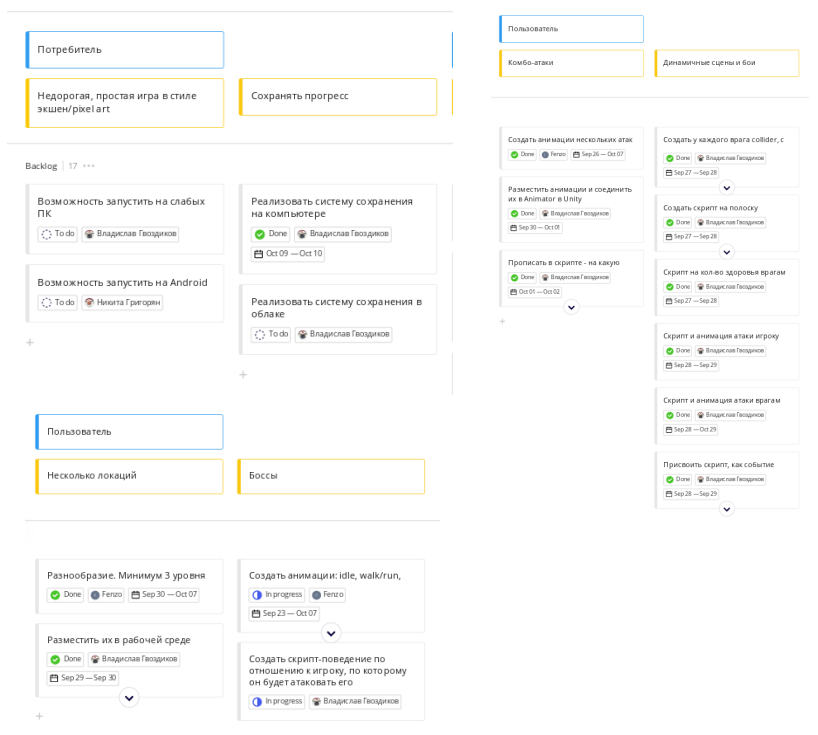 Потребитель
Недорогая, простая игра в стиле
экшен/pixel art
Сохранять прогресс
Backlog 17
Возможность запустить на слабых
ПК
To do Владислав Гвоздиков
Возможность запустить на Android
To do Никита Григорян
Реализовать систему сохранения
на компьютере
Done Владислав Гвоздиков
Oct 09 — Oct 10
Реализовать систему сохранения в
облаке
To do Владислав Гвоздиков
Пользователь
Комбо-атаки
Динамичные сцены и бои
Создать анимации нескольких атак
Done Fenzo Sep 26 — Oct 07
Разместить анимации и соединить
их в Animator в Unity
Done Владислав Гвоздиков
Sep 30 — Oct 01
Прописать в скрипте - на какую
Done Владислав Гвоздиков
Oct 01 — Oct 02
Создать у каждого врага collider, с
Done Владислав Гвоздиков
Sep 27 — Sep 28
Создать скрипт на полоску
Done Владислав Гвоздиков
Sep 27 — Sep 28
Скрипт на кол-во здоровья врагам
Done Владислав Гвоздиков
Sep 27 — Sep 28
Скрипт и анимация атаки игроку
Done Владислав Гвоздиков
Sep 28 — Sep 29
Скрипт и анимация атаки врагам
Done Владислав Гвоздиков
Sep 28 — Oct 29
Присвоить скрипт, как событие
Done Владислав Гвоздиков
Sep 28 — Sep 29
Пользователь
Несколько локаций
Боссы
Разнообразие. Минимум 3 уровня
Done Fenzo Sep 30 — Oct 07
Разместить их в рабочей среде
Done Владислав Гвоздиков
Sep 29 — Sep 30
Создать анимации: idle, walk/run,
In progress Fenzo
Sep 23 — Oct 07
Создать скрипт-поведение по
отношению к игроку, по которому
он будет атаковать его
In progress Владислав Гвоздиков